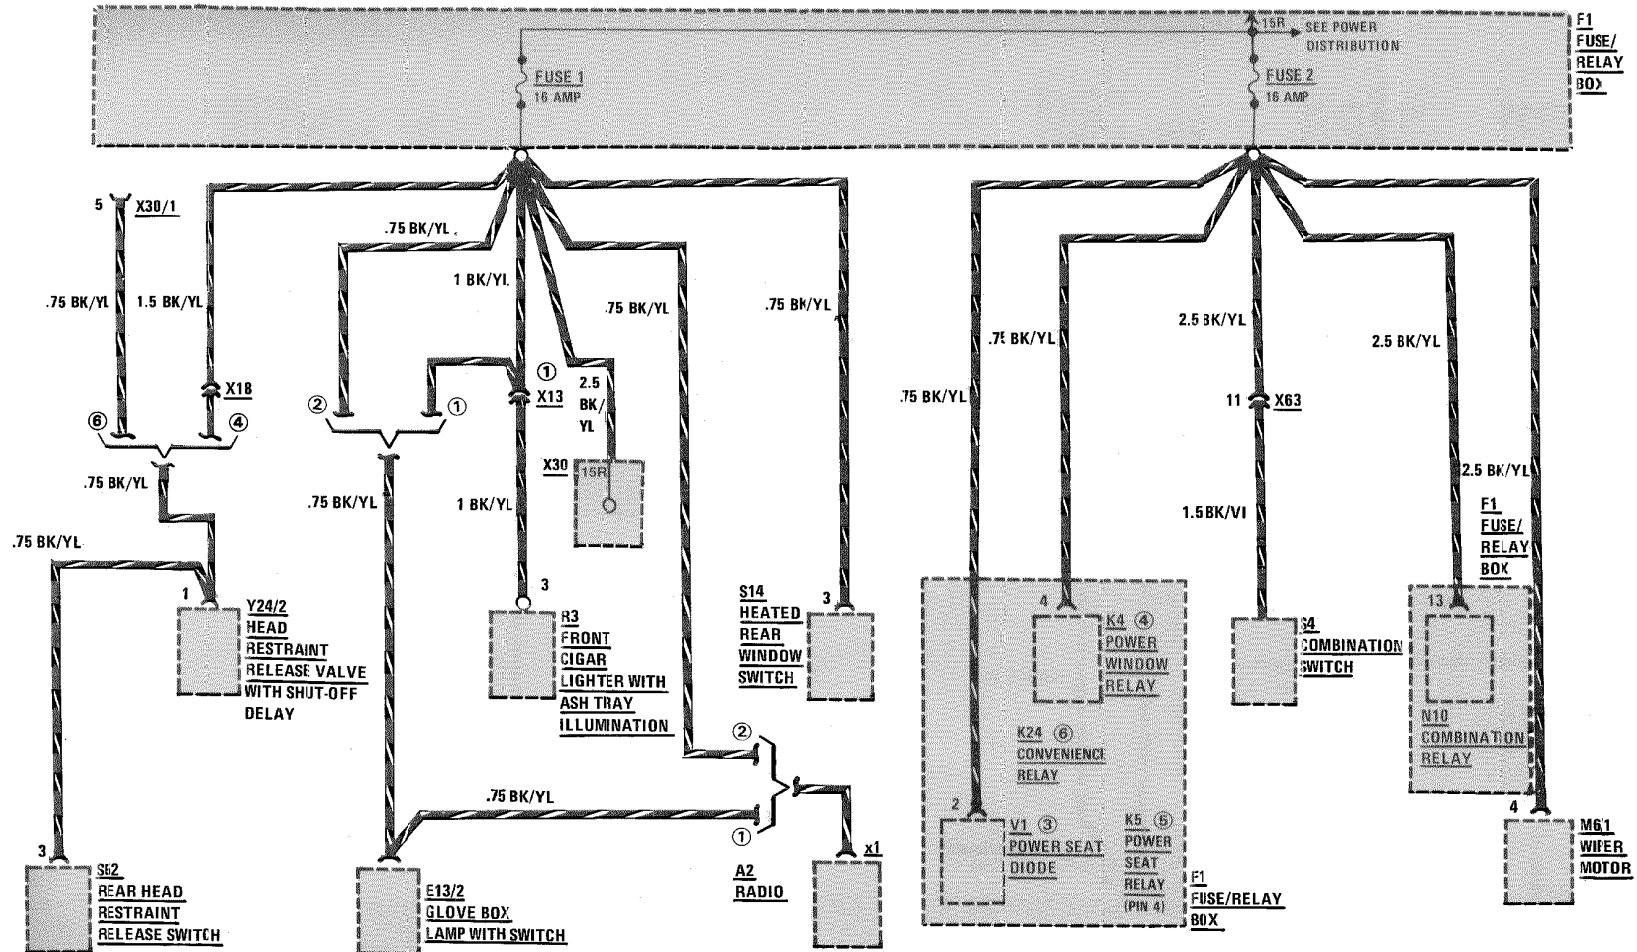 15R
SEE POWER
DISTRIBUTION
F1
FUSE/
RELAY
BOX
FUSE 1
16 AMP
FUSE 2
16 AMP
5
X30/1
.75 BK/YL
.75 BK/YL
1.5 BK/YL
1 BK/YL
.75 BK/YL
.75 BK/YL
.75 BK/YL
2.5 BK/YL
2.5 BK/YL
.75 BK/YL
X18
1
X13
2.5
BK/
YL
11
X63
6
4
2
1
.75 BK/YL
.75 BK/YL
1 BK/YL
X30
15R
1.5BK/VI
2.5 BK/YL
F1
FUSE/
RELAY
BOX
.75 BK/YL
1
Y24/2
HEAD
RESTRAINT
RELEASE VALVE
WITH SHUT-OFF
DELAY
3
R3
FRONT
CIGAR
LIGHTER WITH
ASH TRAY
ILLUMINATION
S14
HEATED
REAR
WINDOW
SWITCH
3
4
K4 4
POWER
WINDOW
RELAY
S4
COMBINATION
SWITCH
13
N10
COMBINATION
RELAY
K24 6
CONVENIENCE
RELAY
2
.75 BK/YL
1
2
V1 3
POWER SEAT
DIODE
K5 5
POWER
SEAT
RELAY
(PIN 4)
F1
FUSE/RELAY
BOX
4
M6/1
WIPER
MOTOR
3
S62
REAR HEAD
RESTRAINT
RELEASE SWITCH
E13/2
GLOVE BOX
LAMP WITH SWITCH
A2
RADIO
x1